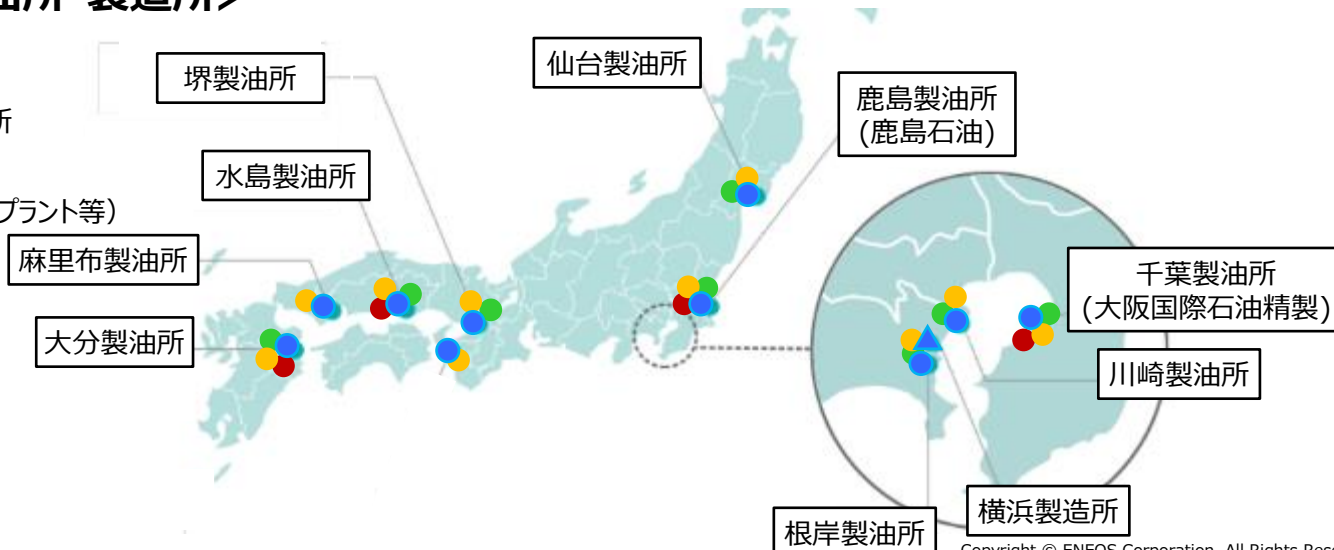 製造所>
堺製油所
仙台製油所
鹿島製油所
(鹿島石油)
所
水島製油所
プラント等)
麻里布製油所
千葉製油所
(大阪国際石油精製)
大分製油所
川崎製油所
横浜製造所
根岸製油所
Copyright © ENEOS Corporation. All Rights Rese